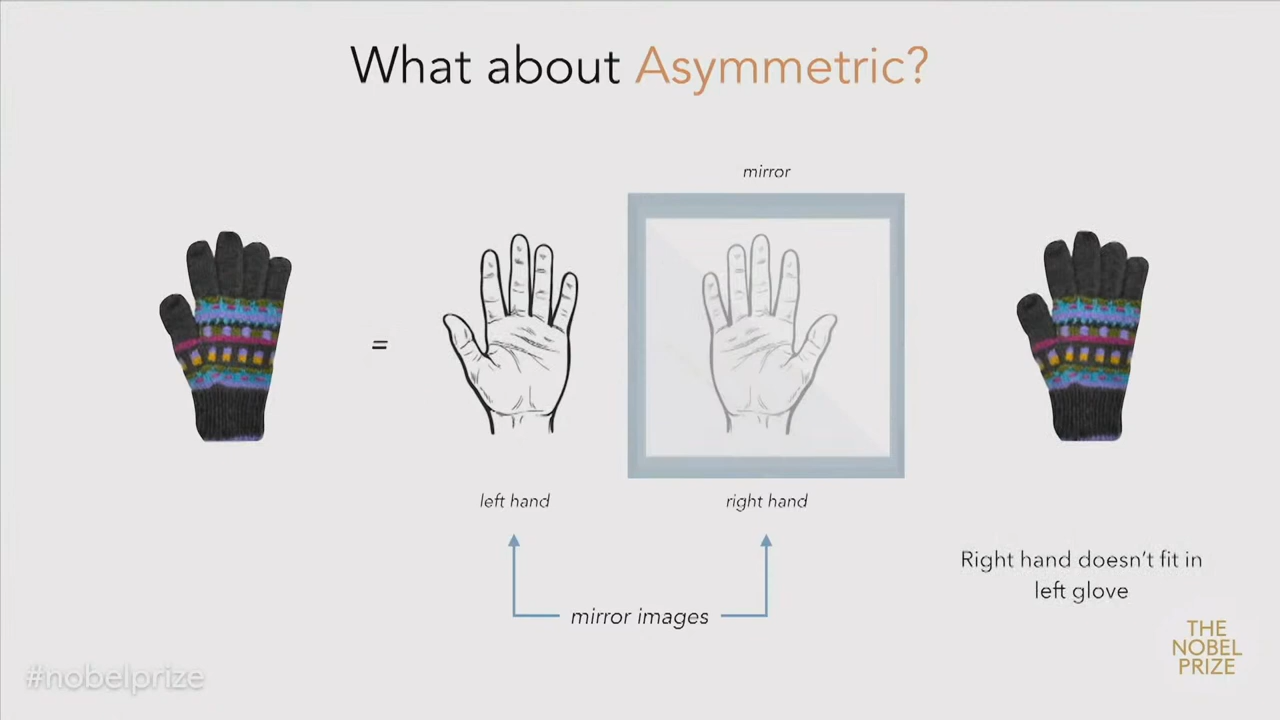 What about Asymmetric?
mirror
=
left hand
right hand
mirror images
Right hand doesn't fit in
left glove
THE
NOBEL
PRIZE
#nobelprize